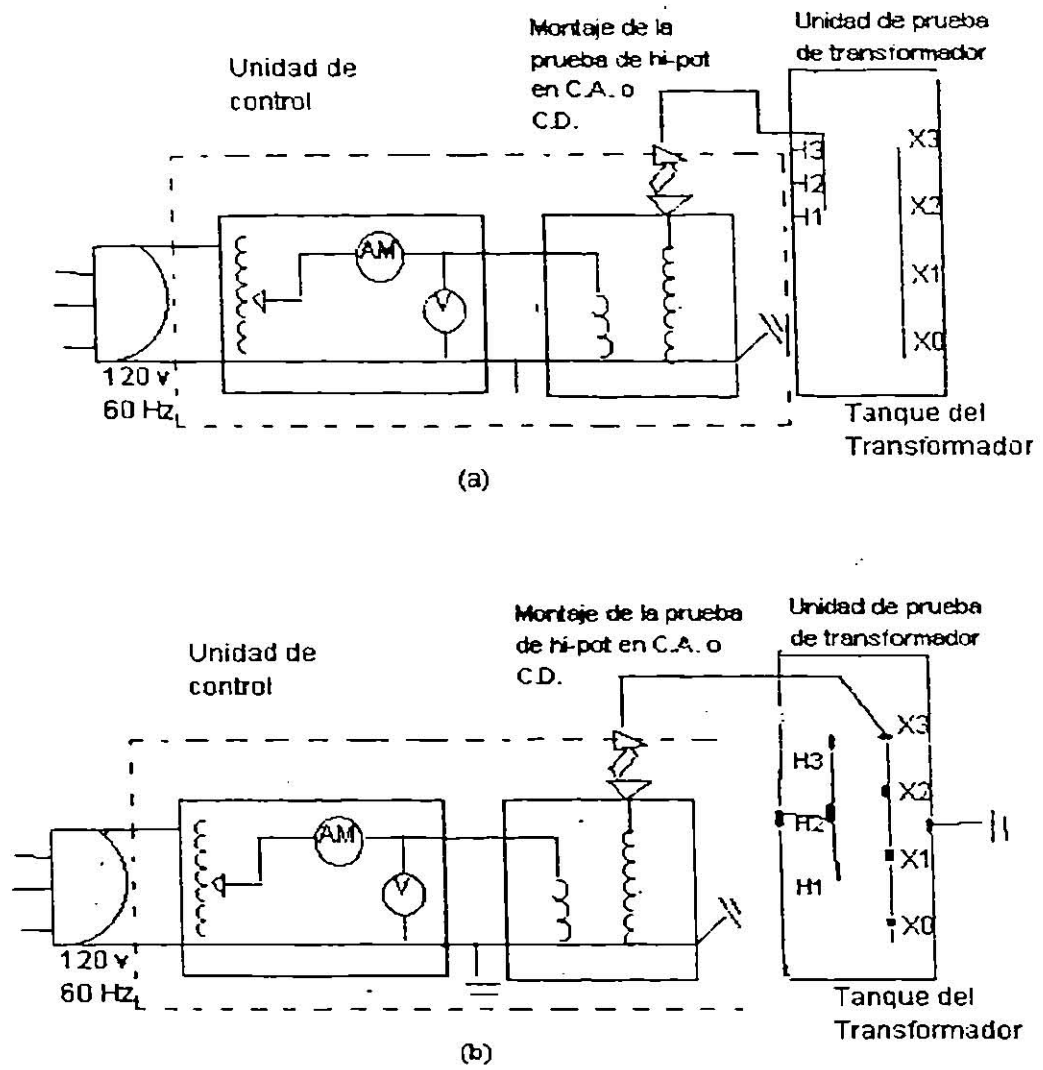 Unidad de
control
Montaje de la
prueba de hi-pot
en C.A. o
C.D.
Unidad de prueba
de transformador
H3
H2
H1
X3
X2
X1
X0
AM
V
120 v
60 Hz
Tanque del
Transformador
(a)
Unidad de
control
Montaje de la prueba
de hi-pot en C.A. o
C.D.
Unidad de prueba
de transformador
H3
H2
H1
X3
X2
X1
X0
AM
V
120 v
60 Hz
Tanque del
Transformador
(b)